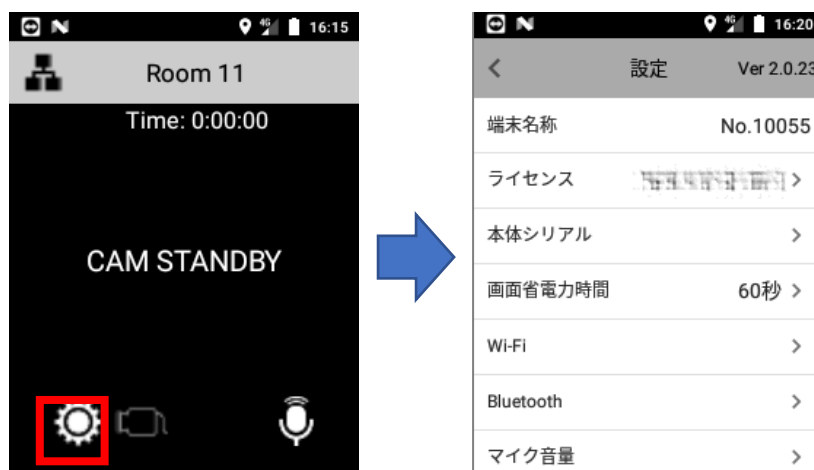 4G
16:15
Room 11
Time: 0:00:00
CAM STANDBY
4G
16:20
設定
Ver 2.0.23
端末名称
No.10055
ライセンス
本体シリアル
画面省電力時間
60秒
Wi-Fi
Bluetooth
マイク音量